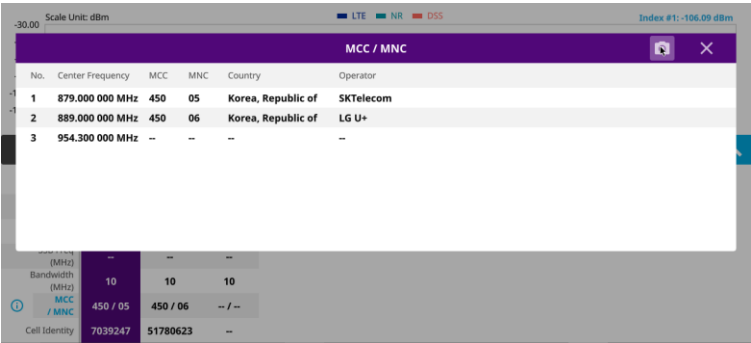 Scale Unit: dBm LTE NR DSS Index #1: -106.09 dBm
-30.00
MCC / MNC
No. Center Frequency MCC MNC Country Operator
1 879.000 000 MHz 450 05 Korea, Republic of SKTelecom
2 889.000 000 MHz 450 06 Korea, Republic of LG U+
3 954.300 000 MHz -- -- -- --
(MHz) -- -- --
Bandwidth
(MHz) 10 10 10
MCC
/ MNC 450 / 05 450 / 06 -- / --
Cell Identity 7039247 51780623 --